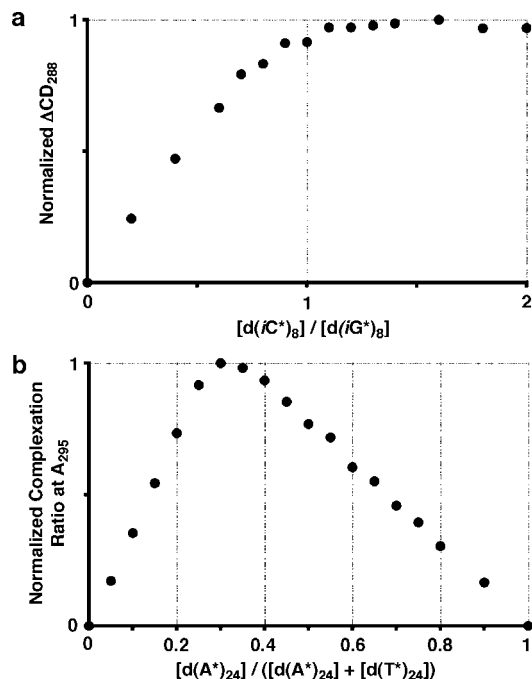 a
Normalized ΔCD₂₈₈
1
0
0
1
2
[d(iC*)₈] / [d(iG*)₈]
b
Normalized Complexation
Ratio at A₂₉₅
1
0
0
0.2
0.4
0.6
0.8
1
[d(A*)₂₄] / ([d(A*)₂₄] + [d(T*)₂₄])